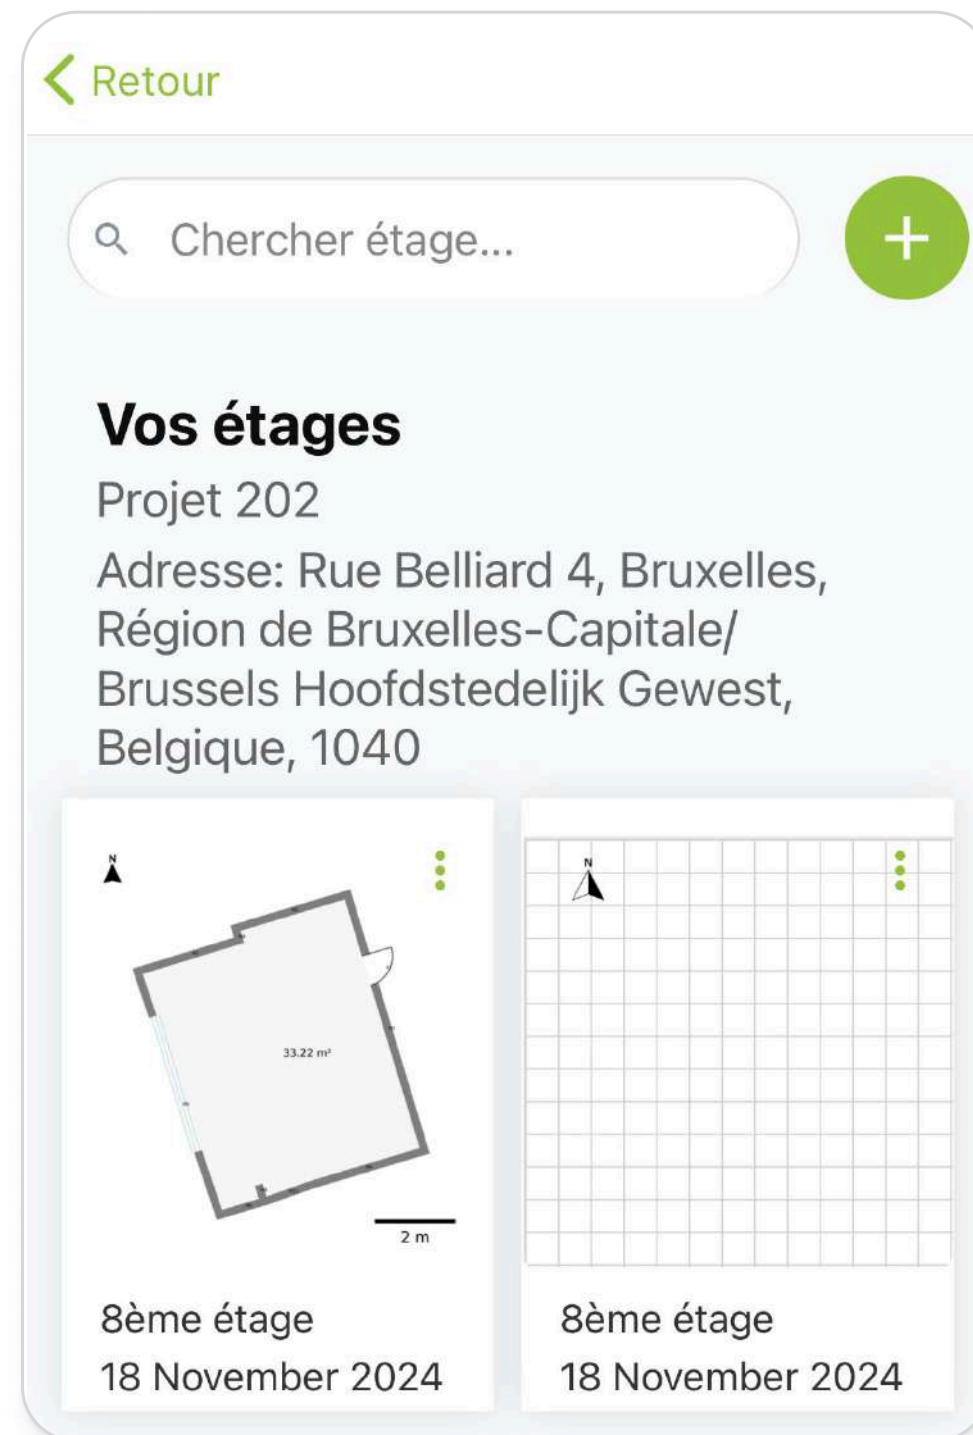 Retour
Chercher étage...
+
Vos étages
Projet 202
Adresse: Rue Belliard 4, Bruxelles,
Région de Bruxelles-Capitale/
Brussels Hoofdstedelijk Gewest,
Belgique, 1040
N
33.22 m²
2 m
N
8ème étage
18 November 2024
8ème étage
18 November 2024